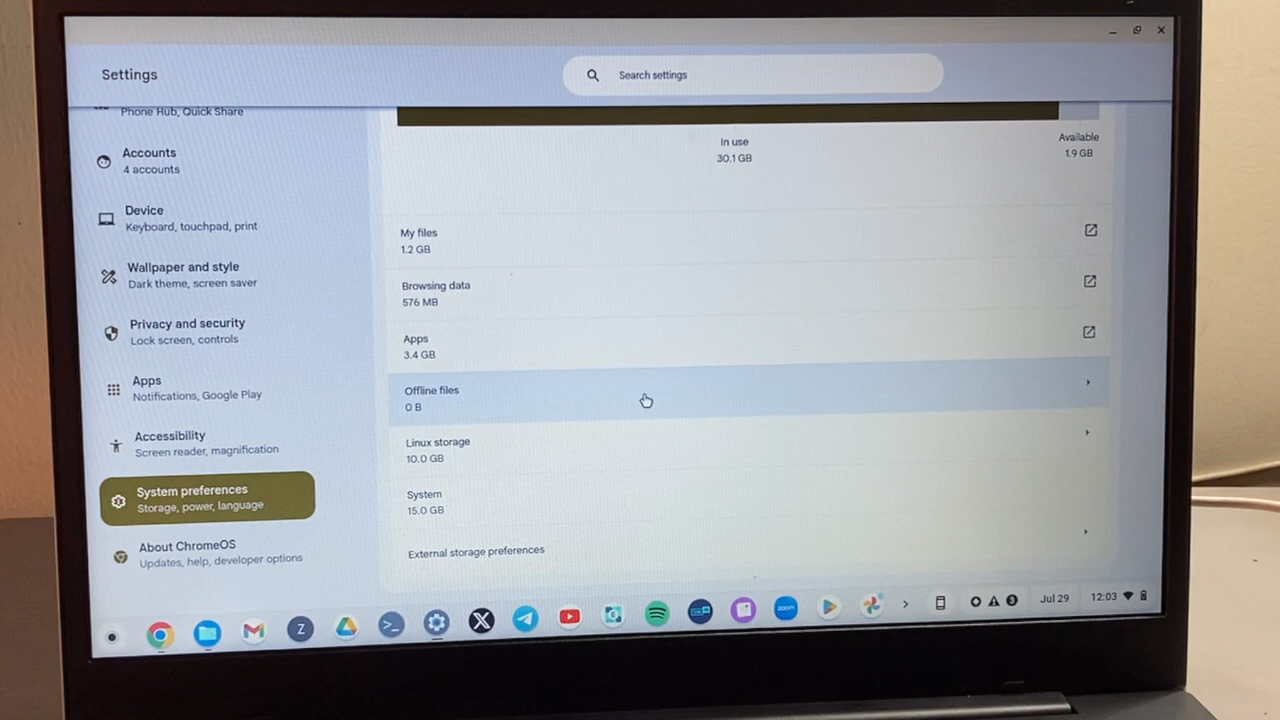 Settings
Search settings
Phone Hub, Quick Share
Accounts
4 accounts
Device
Keyboard, touchpad, print
Wallpaper and style
Dark theme, screen saver
Privacy and security
Lock screen, controls
Apps
Notifications, Google Play
Accessibility
Screen reader, magnification
System preferences
Storage, power, language
About ChromeOS
Updates, help, developer options
In use
30.1 GB
Available
1.9 GB
My files
1.2 GB
Browsing data
576 MB
Apps
3.4 GB
Offline files
0 B
Linux storage
10.0 GB
System
15.0 GB
External storage preferences
Z
zoom
3
Jul 29
12:03